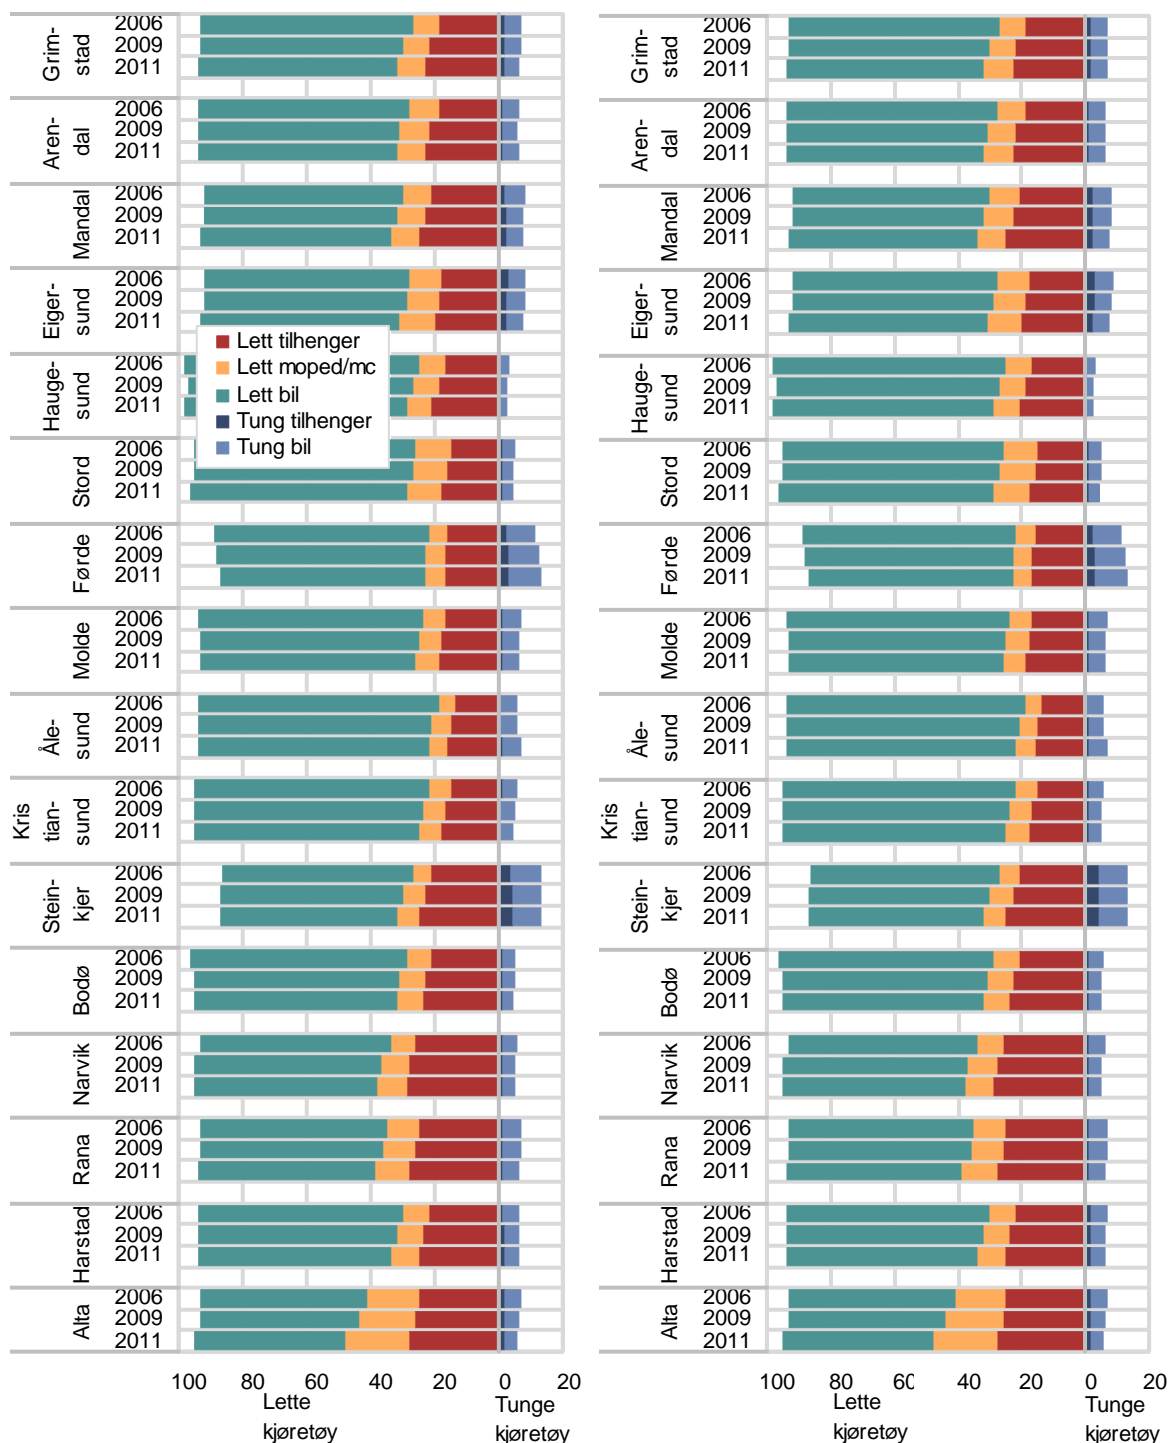 Grim-
stad
2006
2009
2011
Aren-
dal
2006
2009
2011
Mandal
2006
2009
2011
Eiger-
sund
2006
2009
2011
Hauge-
sund
2006
2009
2011
Stord
2006
2009
2011
Førde
2006
2009
2011
Molde
2006
2009
2011
Åle-
sund
2006
2009
2011
Kris
tian-
sund
2006
2009
2011
Stein-
kjer
2006
2009
2011
Bodø
2006
2009
2011
Narvik
2006
2009
2011
Rana
2006
2009
2011
Harstad
2006
2009
2011
Alta
2006
2009
2011
Lett tilhenger
Lett moped/mc
Lett bil
Tung tilhenger
Tung bil
100 80 60 40 20 0 20
Lette
kjøretøy
Tunge
kjøretøy
Grim-
stad
2006
2009
2011
Aren-
dal
2006
2009
2011
Mandal
2006
2009
2011
Eiger-
sund
2006
2009
2011
Hauge-
sund
2006
2009
2011
Stord
2006
2009
2011
Førde
2006
2009
2011
Molde
2006
2009
2011
Åle-
sund
2006
2009
2011
Kris
tian-
sund
2006
2009
2011
Stein-
kjer
2006
2009
2011
Bodø
2006
2009
2011
Narvik
2006
2009
2011
Rana
2006
2009
2011
Harstad
2006
2009
2011
Alta
2006
2009
2011
100 80 60 40 20 0 20
Lette
kjøretøy
Tunge
kjøretøy